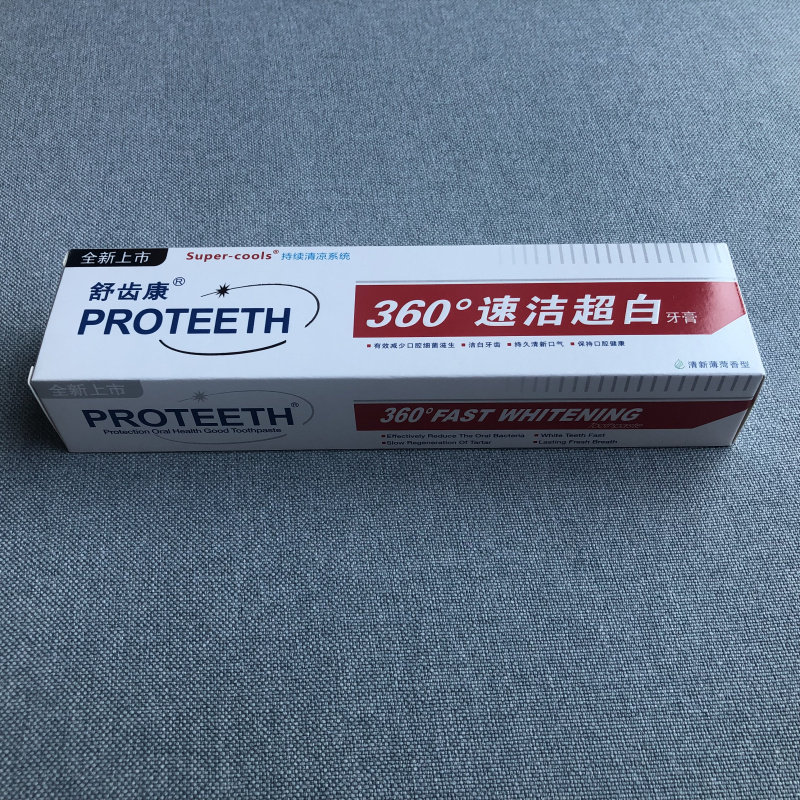 全新上市 Super-cools® 持续清凉系统
舒齿康®
PROTEETH
360°速洁超白牙膏
▪有效减少口腔细菌滋生 ▪洁白牙齿 ▪持久清新口气 ▪保持口腔健康
清新薄荷香型
全新上市
PROTEETH®
Protection Oral Health Good Toothpaste
360°FAST WHITENING
toothpaste
▪Effectively Reduce The Oral Bacteria ▪White Teeth Fast
▪Slow Regeneration Of Tartar ▪Lasting Fresh Breath